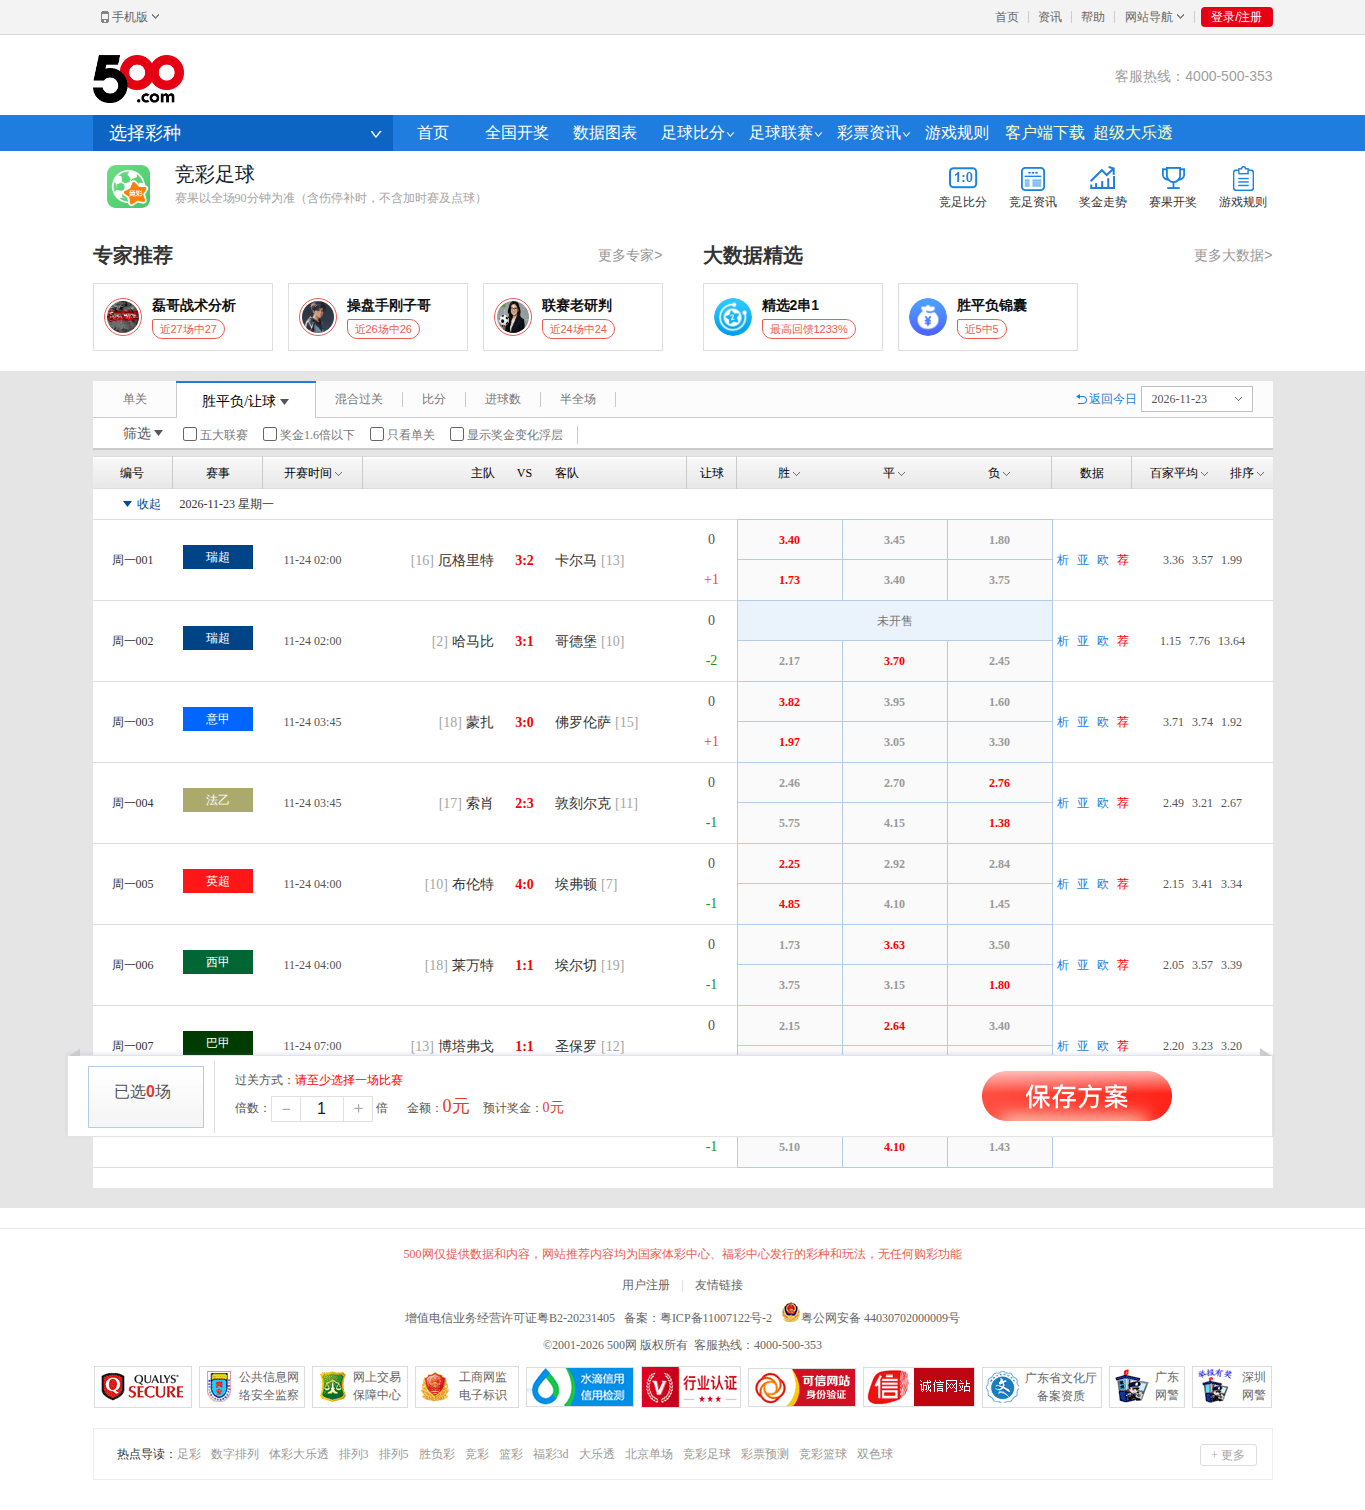 手机版
首页 资讯 帮助 网站导航 登录/注册
500.com
客服热线：4000-500-353
选择彩种 首页 全国开奖 数据图表 足球比分 足球联赛 彩票资讯 游戏规则 客户端下载 超级大乐透
竞彩足球
赛果以全场90分钟为准（含伤停补时，不含加时赛及点球）
1:0
竞足比分 竞足资讯 奖金走势 赛果开奖 游戏规则
专家推荐 更多专家> 大数据精选 更多大数据>
磊哥战术分析 操盘手刚子哥 联赛老研判 精选2串1 胜平负锦囊
近27场中27 近26场中26 近24场中24 最高回馈1233% 近5中5
单关 胜平负/让球 混合过关 比分 进球数 半全场 返回今日 2026-11-23
筛选 五大联赛 奖金1.6倍以下 只看单关 显示奖金变化浮层
编号 赛事 开赛时间 主队 VS 客队 让球 胜 平 负 数据 百家平均 排序
收起 2026-11-23 星期一
0 3.40 3.45 1.80
周一001 瑞超 11-24 02:00 [16] 厄格里特 3:2 卡尔马 [13] 析 亚 欧 荐 3.36 3.57 1.99
+1 1.73 3.40 3.75
0 未开售
周一002 瑞超 11-24 02:00 [2] 哈马比 3:1 哥德堡 [10] 析 亚 欧 荐 1.15 7.76 13.64
-2 2.17 3.70 2.45
0 3.82 3.95 1.60
周一003 意甲 11-24 03:45 [18] 蒙扎 3:0 佛罗伦萨 [15] 析 亚 欧 荐 3.71 3.74 1.92
+1 1.97 3.05 3.30
0 2.46 2.70 2.76
周一004 法乙 11-24 03:45 [17] 索肖 2:3 敦刻尔克 [11] 析 亚 欧 荐 2.49 3.21 2.67
-1 5.75 4.15 1.38
0 2.25 2.92 2.84
周一005 英超 11-24 04:00 [10] 布伦特 4:0 埃弗顿 [7] 析 亚 欧 荐 2.15 3.41 3.34
-1 4.85 4.10 1.45
0 1.73 3.63 3.50
周一006 西甲 11-24 04:00 [18] 莱万特 1:1 埃尔切 [19] 析 亚 欧 荐 2.05 3.57 3.39
-1 3.75 3.15 1.80
0 2.15 2.64 3.40
周一007 巴甲 11-24 07:00 [13] 博塔弗戈 1:1 圣保罗 [12] 析 亚 欧 荐 2.20 3.23 3.20
已选0场 过关方式：请至少选择一场比赛
倍数： − 1 + 倍 金额：0元 预计奖金：0元 保存方案
-1 5.10 4.10 1.43
500网仅提供数据和内容，网站推荐内容均为国家体彩中心、福彩中心发行的彩种和玩法，无任何购彩功能
用户注册 | 友情链接
增值电信业务经营许可证粤B2-20231405 备案：粤ICP备11007122号-2 粤公网安备 44030702000009号
©2001-2026 500网 版权所有 客服热线：4000-500-353
QUALYS® SECURE
公共信息网络安全监察
网上交易保障中心
工商网监电子标识
水滴信用 信用检测
行业认证
可信网站 身份验证
信 诚信网站
广东省文化厅备案资质
广东网警
举报有奖 深圳网警
热点导读：足彩 数字排列 体彩大乐透 排列3 排列5 胜负彩 竞彩 篮彩 福彩3d 大乐透 北京单场 竞彩足球 彩票预测 竞彩篮球 双色球 + 更多